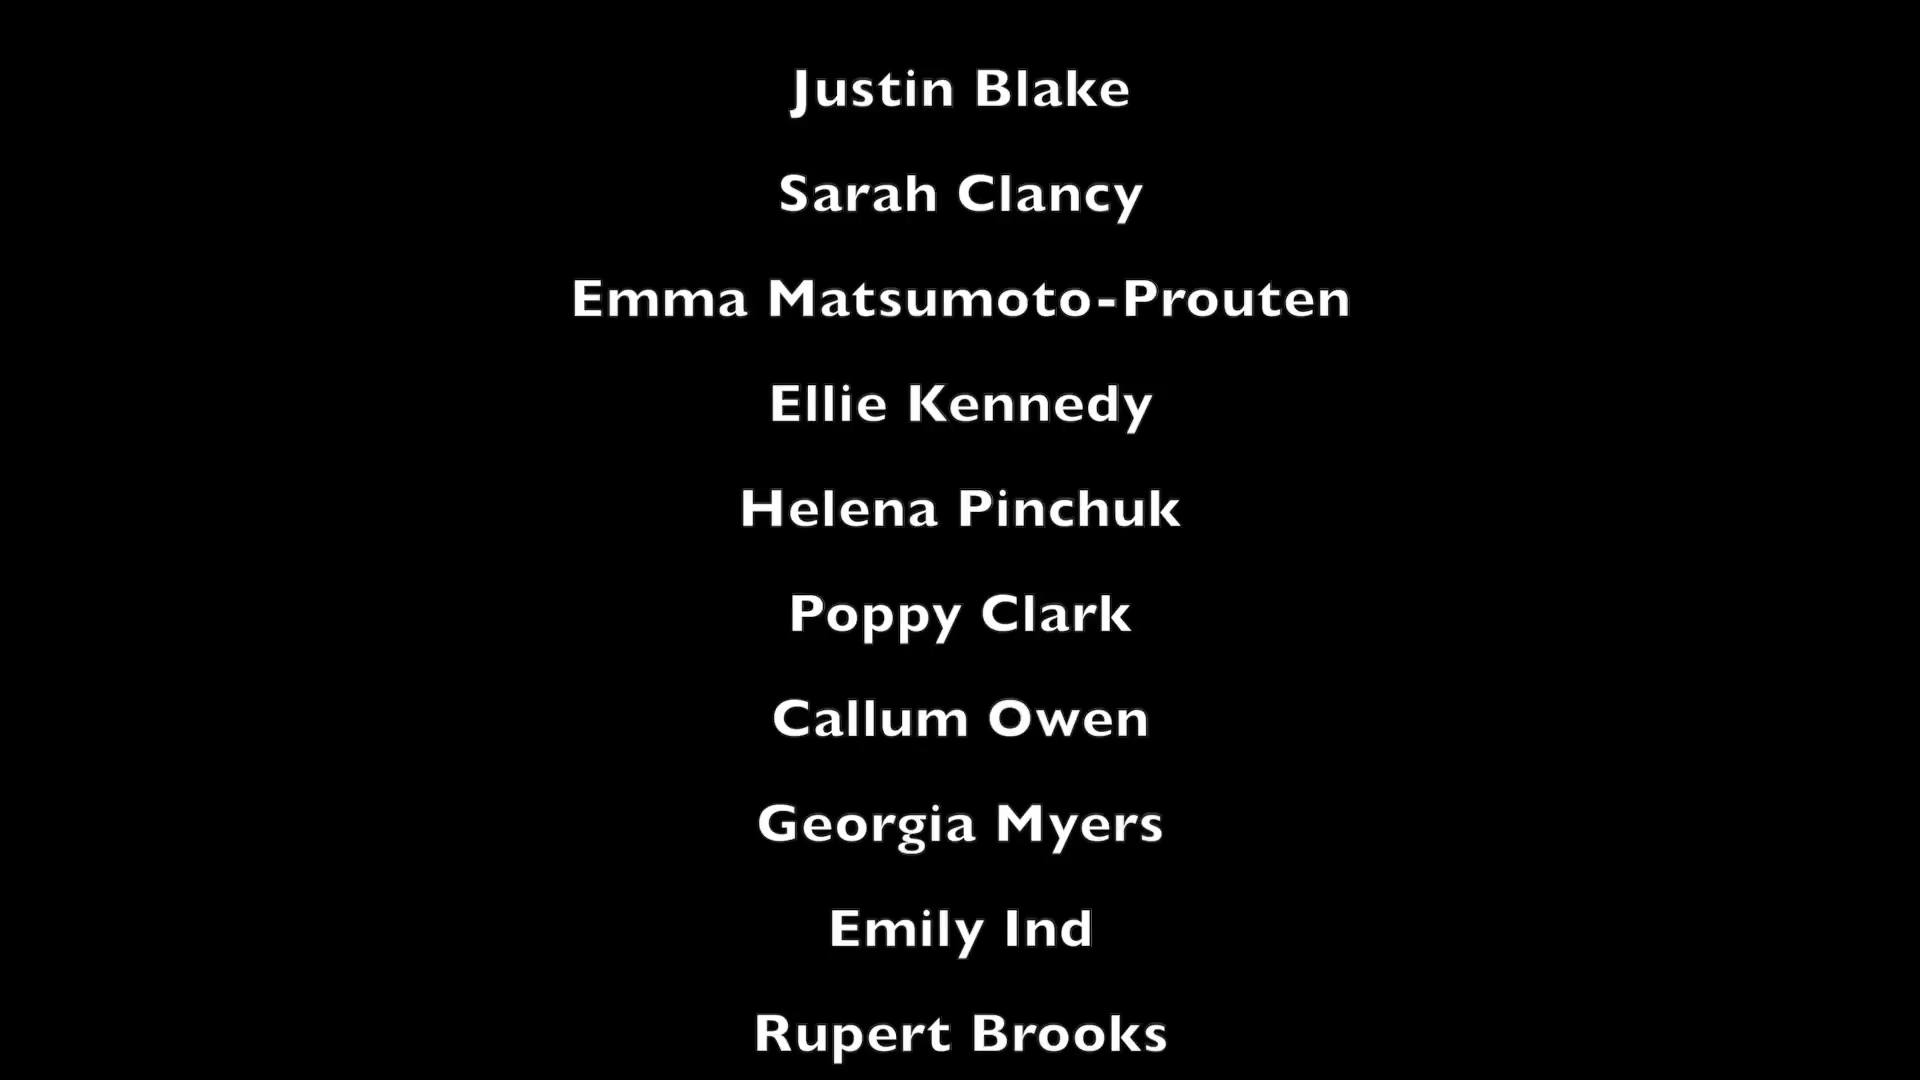 Justin Blake
Sarah Clancy
Emma Matsumoto-Prouten
Ellie Kennedy
Helena Pinchuk
Poppy Clark
Callum Owen
Georgia Myers
Emily Ind
Rupert Brooks